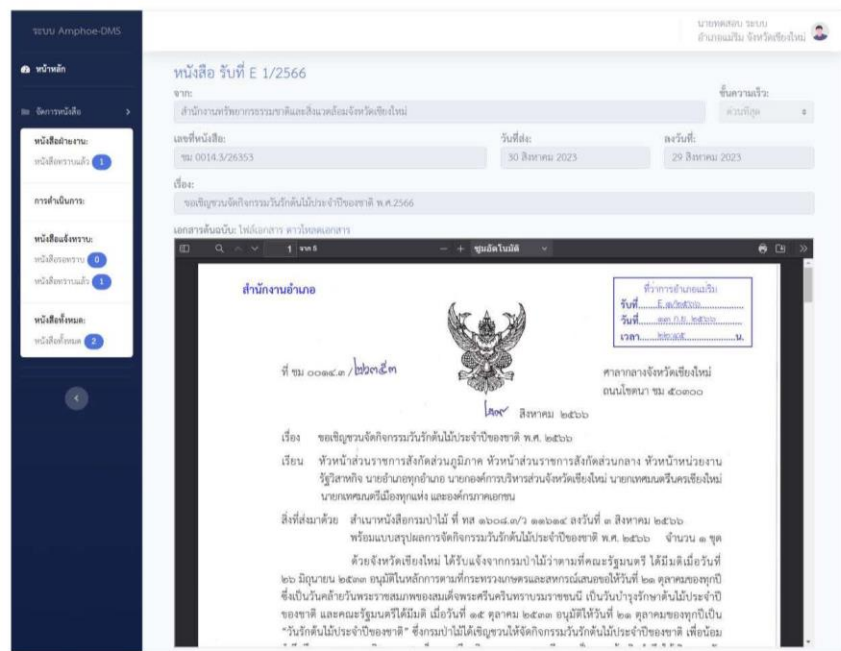 ระบบ Amphoe-DMS
นายทดสอบ ระบบ
อำเภอแม่ริม จังหวัดเชียงใหม่
หน้าหลัก
จัดการหนังสือ
หนังสือฝ่ายงาน:
หนังสือทราบแล้ว 1
การดำเนินการ:
หนังสือแจ้งทราบ:
หนังสือรอทราบ 0
หนังสือทราบแล้ว 1
หนังสือทั้งหมด:
หนังสือทั้งหมด 2
หนังสือ รับที่ E 1/2566
จาก:
ชั้นความเร็ว:
สำนักงานทรัพยากรธรรมชาติและสิ่งแวดล้อมจังหวัดเชียงใหม่
ด่วนที่สุด
เลขที่หนังสือ:
วันที่ส่ง:
ลงวันที่:
ชม 0014.3/26353
30 สิงหาคม 2023
29 สิงหาคม 2023
เรื่อง:
ขอเชิญชวนจัดกิจกรรมวันรักต้นไม้ประจำปีของชาติ พ.ศ.2566
เอกสารต้นฉบับ: ไฟล์เอกสาร ดาวโหลดเอกสาร
1 จาก 5
ซูมอัตโนมัติ
สำนักงานอำเภอ
ที่ว่าการอำเภอแม่ริม
รับที่ E ๑/๒๕๖๖
วันที่ ๑๓ ก.ย. ๒๕๖๖
เวลา น.
ที่ ชม ๐๐๑๔.๓/๒๖๓๕๓
ศาลากลางจังหวัดเชียงใหม่
ถนนโชตนา ชม ๕๐๓๐๐
๒๙ สิงหาคม ๒๕๖๖
เรื่อง ขอเชิญชวนจัดกิจกรรมวันรักต้นไม้ประจำปีของชาติ พ.ศ. ๒๕๖๖
เรียน หัวหน้าส่วนราชการสังกัดส่วนภูมิภาค หัวหน้าส่วนราชการสังกัดส่วนกลาง หัวหน้าหน่วยงาน
รัฐวิสาหกิจ นายอำเภอทุกอำเภอ นายกองค์การบริหารส่วนจังหวัดเชียงใหม่ นายกเทศมนตรีนครเชียงใหม่
นายกเทศมนตรีเมืองทุกแห่ง และองค์กรภาคเอกชน
สิ่งที่ส่งมาด้วย สำเนาหนังสือกรมป่าไม้ ที่ ทส ๑๖๐๘.๓/ว ๑๑๖๑๔ ลงวันที่ ๓ สิงหาคม ๒๕๖๖
พร้อมแบบสรุปผลการจัดกิจกรรมวันรักต้นไม้ประจำปีของชาติ พ.ศ. ๒๕๖๖ จำนวน ๑ ชุด
ด้วยจังหวัดเชียงใหม่ ได้รับแจ้งจากกรมป่าไม้ว่าตามที่คณะรัฐมนตรี ได้มีมติเมื่อวันที่
๒๖ มิถุนายน ๒๕๓๓ อนุมัติในหลักการตามที่กระทรวงเกษตรและสหกรณ์เสนอขอให้วันที่ ๒๑ ตุลาคมของทุกปี
ซึ่งเป็นวันคล้ายวันพระราชสมภพของสมเด็จพระศรีนครินทราบรมราชชนนี เป็นวันบำรุงรักษาต้นไม้ประจำปี
ของชาติ และคณะรัฐมนตรีได้มีมติ เมื่อวันที่ ๑๕ ตุลาคม ๒๕๓๓ อนุมัติให้วันที่ ๒๑ ตุลาคมของทุกปีเป็น
"วันรักต้นไม้ประจำปีของชาติ" ซึ่งกรมป่าไม้ได้เชิญชวนให้จัดกิจกรรมวันรักต้นไม้ประจำปีของชาติ เพื่อน้อม